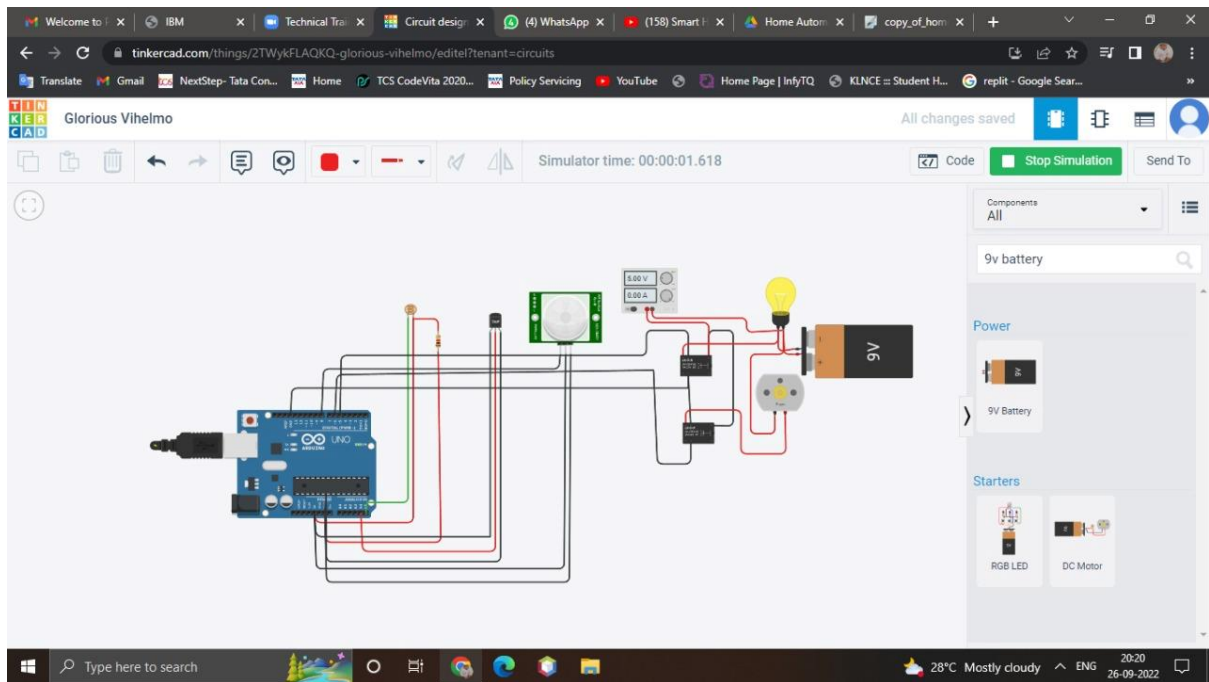 Welcome to
IBM
Technical Trai
Circuit design
(4) WhatsApp
(158) Smart H
Home Autom
copy_of_hom
tinkercad.com/things/2TWykFLAQKQ-glorious-vihelmo/editel?tenant=circuits
Translate
Gmail
NextStep- Tata Con...
Home
TCS CodeVita 2020...
Policy Servicing
YouTube
Home Page | InfyTQ
KLNCE :: Student H...
replit - Google Sear...
TINKERCAD
Glorious Vihelmo
All changes saved
Simulator time: 00:00:01.618
Code
Stop Simulation
Send To
Components
All
9v battery
Power
9V Battery
Starters
RGB LED
DC Motor
5.00 V
0.00 A
9V
UNO
ARDUINO
Type here to search
28°C Mostly cloudy
ENG
20:20
26-09-2022